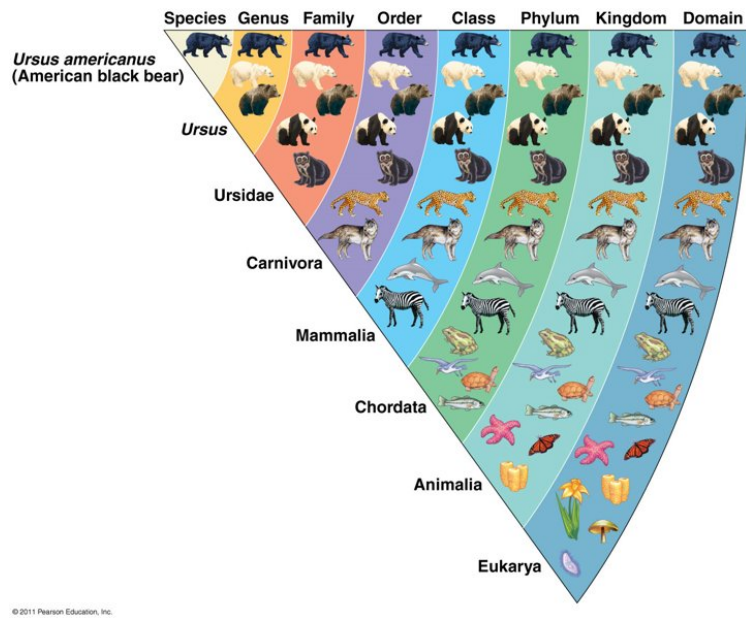 Species Genus Family Order Class Phylum Kingdom Domain
Ursus americanus
(American black bear)
Ursus
Ursidae
Carnivora
Mammalia
Chordata
Animalia
Eukarya
© 2011 Pearson Education, Inc.